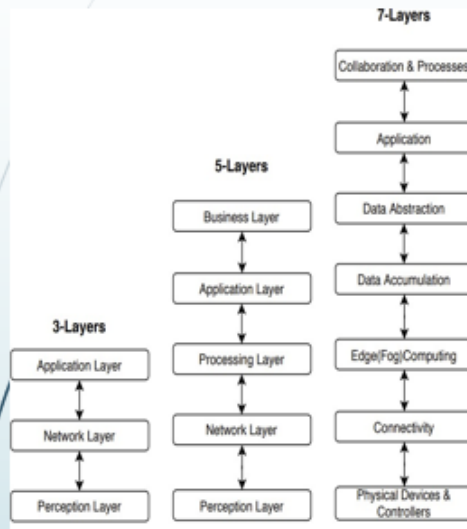 3-Layers
Application Layer
Network Layer
Perception Layer
5-Layers
Business Layer
Application Layer
Processing Layer
Network Layer
Perception Layer
7-Layers
Collaboration & Processes
Application
Data Abstraction
Data Accumulation
Edge(Fog)Computing
Connectivity
Physical Devices &
Controllers